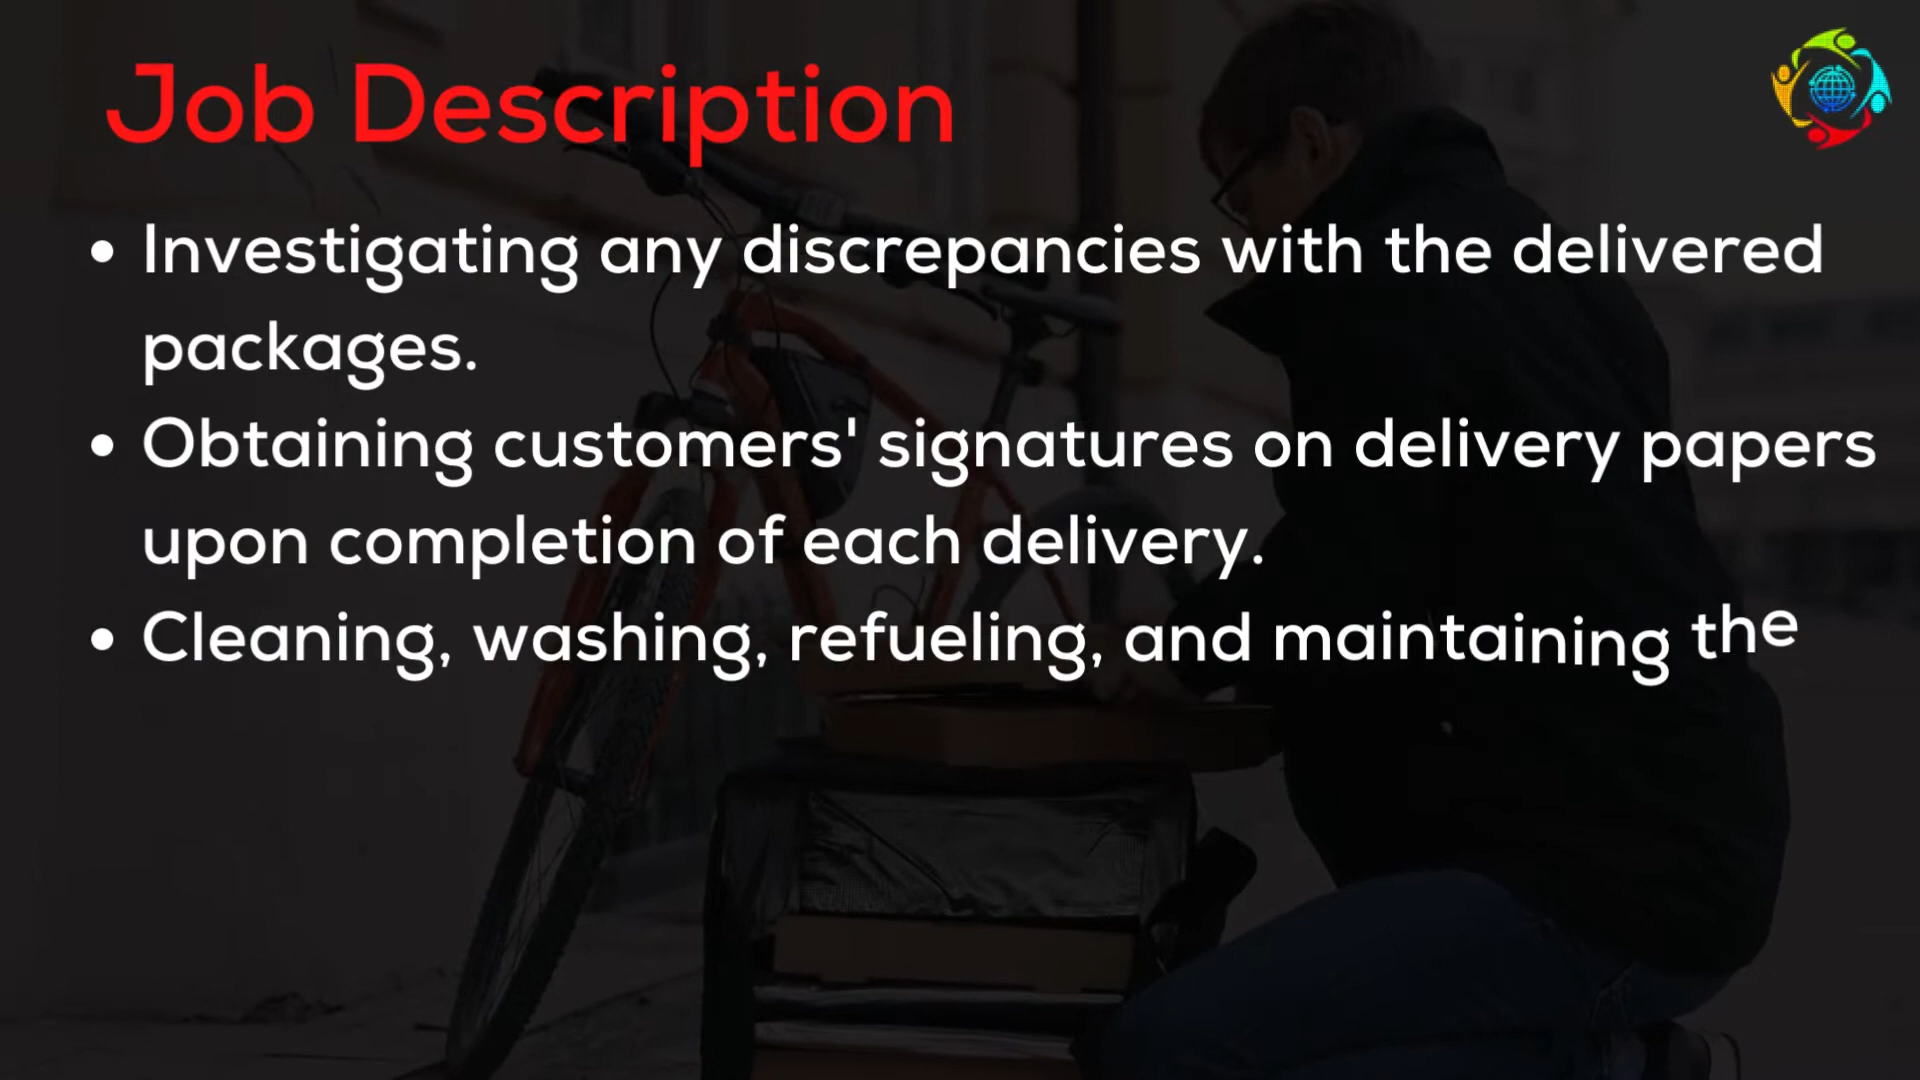 Job Description
• Investigating any discrepancies with the delivered
packages.
• Obtaining customers' signatures on delivery papers
upon completion of each delivery.
• Cleaning, washing, refueling, and maintaining the